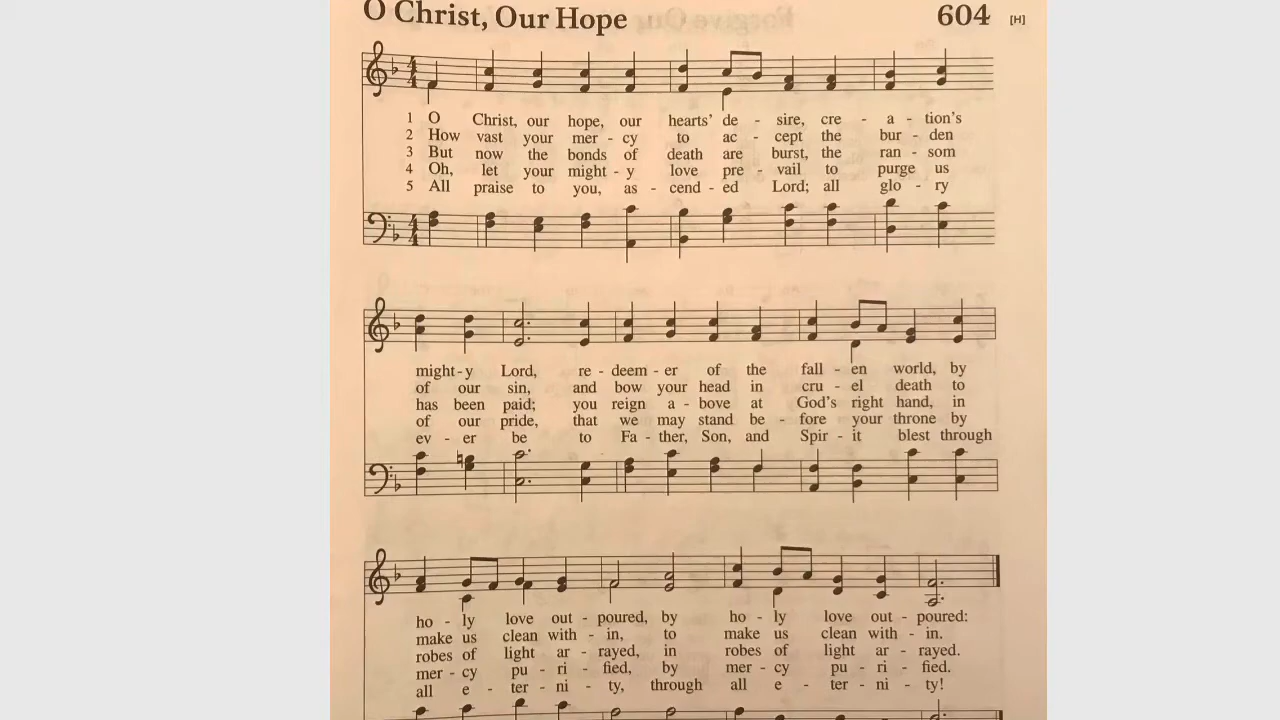 O Christ, Our Hope 604 [H]
1 O Christ, our hope, our hearts' de - sire, cre - a - tion's
2 How vast your mer - cy to ac - cept the bur - den
3 But now the bonds of death are burst, the ran - som
4 Oh, let your might - y love pre - vail to purge us
5 All praise to you, as - cend - ed Lord; all glo - ry
might - y Lord, re - deem - er of the fall - en world, by
of our sin, and bow your head in cru - el death to
has been paid; you reign a - bove at God's right hand, in
of our pride, that we may stand be - fore your throne by
ev - er be to Fa - ther, Son, and Spir - it blest through
ho - ly love out - poured, by ho - ly love out - poured:
make us clean with - in, to make us clean with - in.
robes of light ar - rayed, in robes of light ar - rayed.
mer - cy pu - ri - fied, by mer - cy pu - ri - fied.
all e - ter - ni - ty, through all e - ter - ni - ty!